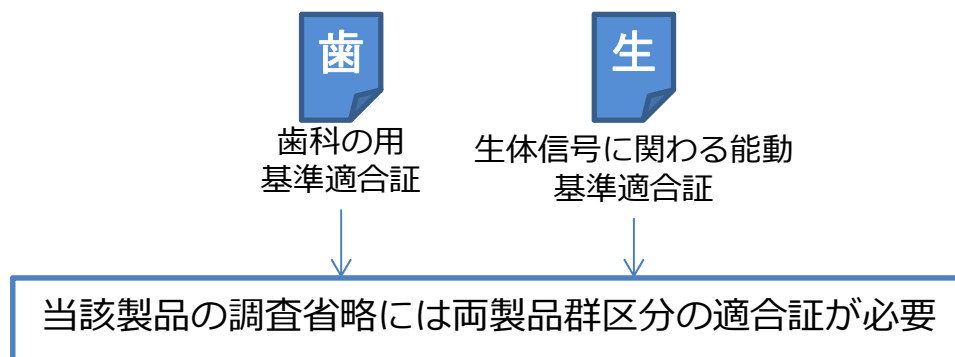 歯
生
歯科の用
基準適合証
生体信号に関わる能動
基準適合証
当該製品の調査省略には両製品群区分の適合証が必要